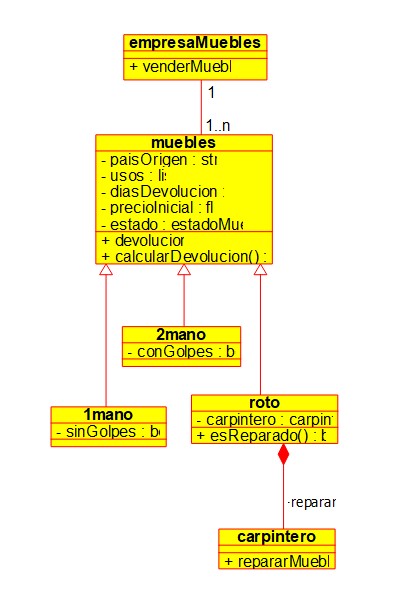 empresaMuebles
+ venderMuebl
1
1..n
muebles
- paisOrigen : str
- usos : lis
- diasDevolucion :
- precioInicial : fl
- estado : estadoMue
+ devolucion
+ calcularDevolucion() :
2mano
- conGolpes : b
1mano
- sinGolpes : bo
roto
- carpintero : carpint
+ esReparado() : b
-reparar
carpintero
+ repararMuebl